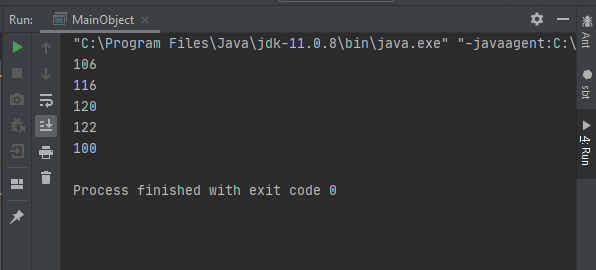 Run: MainObject
"C:\Program Files\Java\jdk-11.0.8\bin\java.exe" "-javaagent:C:\
106
116
120
122
100
Process finished with exit code 0
Ant
sbt
4: Run